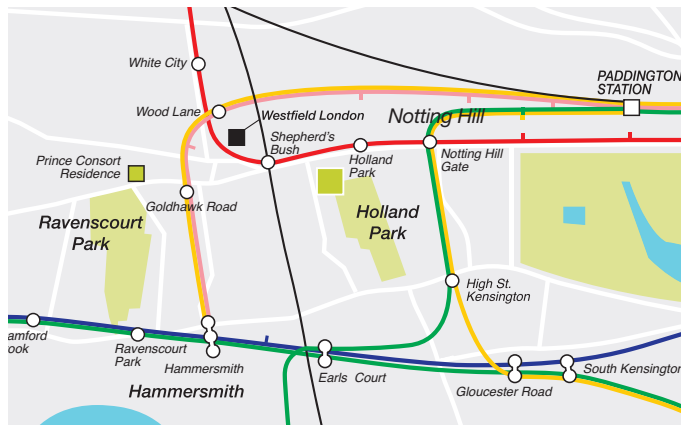 White City
PADDINGTON
STATION
Wood Lane
Westfield London
Notting Hill
Shepherd's
Bush
Holland
Park
Notting Hill
Gate
Prince Consort
Residence
Goldhawk Road
Ravenscourt
Park
Holland
Park
High St.
Kensington
amford
ook
Ravenscourt
Park
Hammersmith
Earls Court
South Kensington
Gloucester Road
Hammersmith